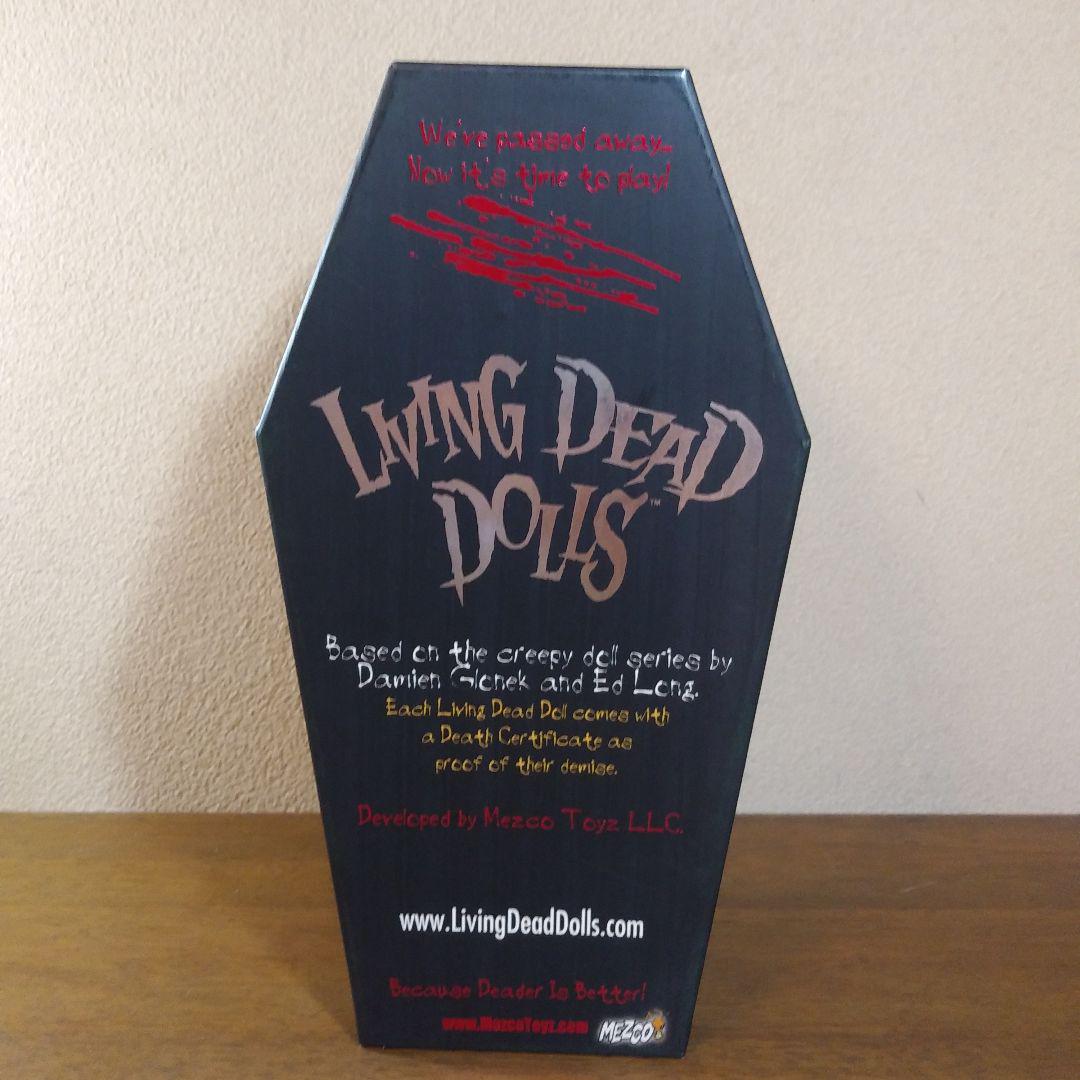 We've passed away...
Now it's time to play!
LIVING DEAD
DOLLS™
Based on the creepy doll series by
Damien Glonek and Ed Long.
Each Living Dead Doll comes with
a Death Certificate as
proof of their demise.
Developed by Mezco Toyz LLC.
www.LivingDeadDolls.com
Because Deader Is Better!
www.MezcoToyz.com MEZCO